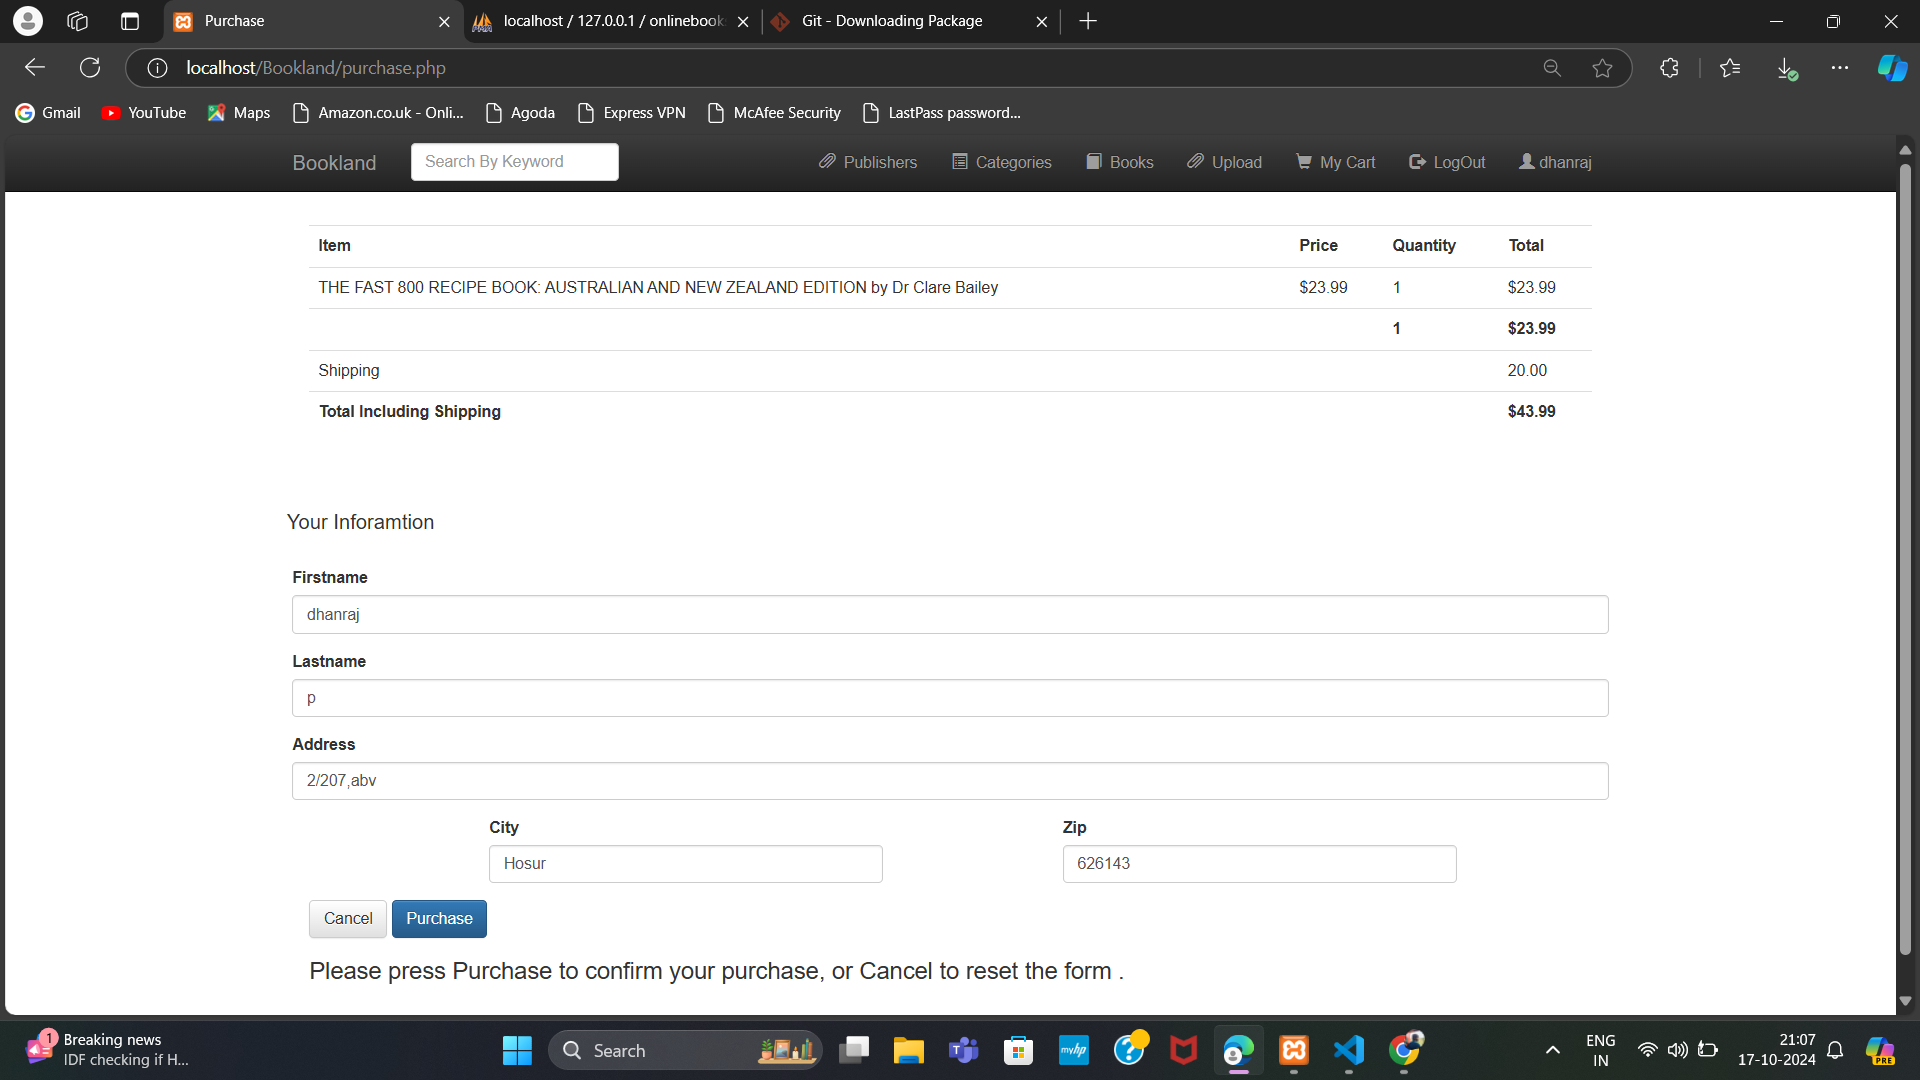 Purchase
localhost / 127.0.0.1 / onlinebook
Git - Downloading Package
localhost/Bookland/purchase.php
Gmail
YouTube
Maps
Amazon.co.uk - Onli...
Agoda
Express VPN
McAfee Security
LastPass password...
Bookland
Search By Keyword
Publishers
Categories
Books
Upload
My Cart
LogOut
dhanraj
Item Price Quantity Total
THE FAST 800 RECIPE BOOK: AUSTRALIAN AND NEW ZEALAND EDITION by Dr Clare Bailey $23.99 1 $23.99
1 $23.99
Shipping 20.00
Total Including Shipping $43.99
Your Inforamtion
Firstname
dhanraj
Lastname
p
Address
2/207,abv
City Zip
Hosur 626143
Cancel Purchase
Please press Purchase to confirm your purchase, or Cancel to reset the form .
1
Breaking news
IDF checking if H...
Search
myhp
ENG
IN
21:07
17-10-2024
PRE